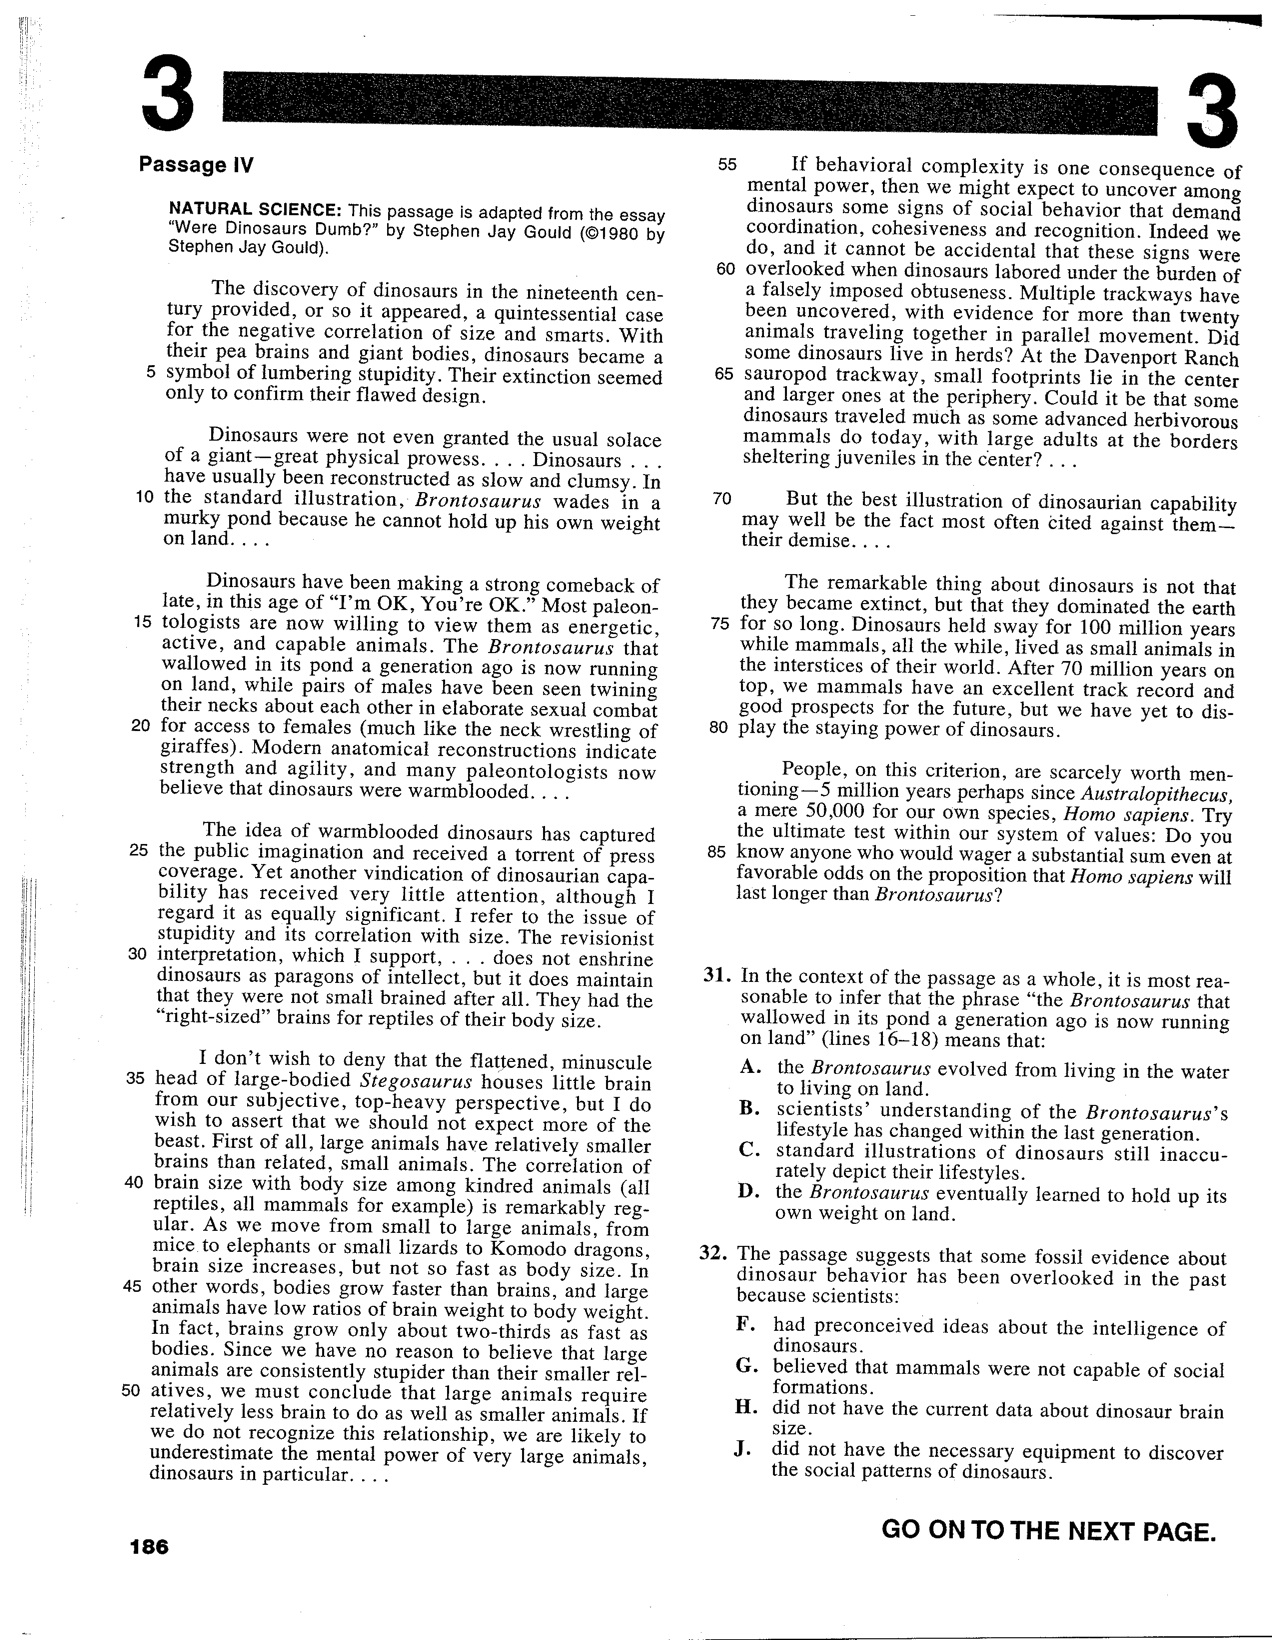 3
3
Passage IV
NATURAL SCIENCE: This passage is adapted from the essay
“Were Dinosaurs Dumb?” by Stephen Jay Gould (©1980 by
Stephen Jay Gould).
The discovery of dinosaurs in the nineteenth cen-
tury provided, or so it appeared, a quintessential case
for the negative correlation of size and smarts. With
their pea brains and giant bodies, dinosaurs became a
5 symbol of lumbering stupidity. Their extinction seemed
only to confirm their flawed design.
Dinosaurs were not even granted the usual solace
of a giant—great physical prowess. . . . Dinosaurs . . .
have usually been reconstructed as slow and clumsy. In
10 the standard illustration, Brontosaurus wades in a
murky pond because he cannot hold up his own weight
on land. . . .
Dinosaurs have been making a strong comeback of
late, in this age of “I’m OK, You’re OK.” Most paleon-
15 tologists are now willing to view them as energetic,
active, and capable animals. The Brontosaurus that
wallowed in its pond a generation ago is now running
on land, while pairs of males have been seen twining
their necks about each other in elaborate sexual combat
20 for access to females (much like the neck wrestling of
giraffes). Modern anatomical reconstructions indicate
strength and agility, and many paleontologists now
believe that dinosaurs were warmblooded. . . .
The idea of warmblooded dinosaurs has captured
25 the public imagination and received a torrent of press
coverage. Yet another vindication of dinosaurian capa-
bility has received very little attention, although I
regard it as equally significant. I refer to the issue of
stupidity and its correlation with size. The revisionist
30 interpretation, which I support, . . . does not enshrine
dinosaurs as paragons of intellect, but it does maintain
that they were not small brained after all. They had the
“right-sized” brains for reptiles of their body size.
I don’t wish to deny that the flattened, minuscule
35 head of large-bodied Stegosaurus houses little brain
from our subjective, top-heavy perspective, but I do
wish to assert that we should not expect more of the
beast. First of all, large animals have relatively smaller
brains than related, small animals. The correlation of
40 brain size with body size among kindred animals (all
reptiles, all mammals for example) is remarkably reg-
ular. As we move from small to large animals, from
mice to elephants or small lizards to Komodo dragons,
brain size increases, but not so fast as body size. In
45 other words, bodies grow faster than brains, and large
animals have low ratios of brain weight to body weight.
In fact, brains grow only about two-thirds as fast as
bodies. Since we have no reason to believe that large
animals are consistently stupider than their smaller rel-
50 atives, we must conclude that large animals require
relatively less brain to do as well as smaller animals. If
we do not recognize this relationship, we are likely to
underestimate the mental power of very large animals,
dinosaurs in particular. . . .
55 If behavioral complexity is one consequence of
mental power, then we might expect to uncover among
dinosaurs some signs of social behavior that demand
coordination, cohesiveness and recognition. Indeed we
do, and it cannot be accidental that these signs were
60 overlooked when dinosaurs labored under the burden of
a falsely imposed obtuseness. Multiple trackways have
been uncovered, with evidence for more than twenty
animals traveling together in parallel movement. Did
some dinosaurs live in herds? At the Davenport Ranch
65 sauropod trackway, small footprints lie in the center
and larger ones at the periphery. Could it be that some
dinosaurs traveled much as some advanced herbivorous
mammals do today, with large adults at the borders
sheltering juveniles in the center? . . .
70 But the best illustration of dinosaurian capability
may well be the fact most often cited against them—
their demise. . . .
The remarkable thing about dinosaurs is not that
they became extinct, but that they dominated the earth
75 for so long. Dinosaurs held sway for 100 million years
while mammals, all the while, lived as small animals in
the interstices of their world. After 70 million years on
top, we mammals have an excellent track record and
good prospects for the future, but we have yet to dis-
80 play the staying power of dinosaurs.
People, on this criterion, are scarcely worth men-
tioning—5 million years perhaps since Australopithecus,
a mere 50,000 for our own species, Homo sapiens. Try
the ultimate test within our system of values: Do you
85 know anyone who would wager a substantial sum even at
favorable odds on the proposition that Homo sapiens will
last longer than Brontosaurus?
31. In the context of the passage as a whole, it is most rea-
sonable to infer that the phrase “the Brontosaurus that
wallowed in its pond a generation ago is now running
on land” (lines 16–18) means that:
A. the Brontosaurus evolved from living in the water
to living on land.
B. scientists’ understanding of the Brontosaurus’s
lifestyle has changed within the last generation.
C. standard illustrations of dinosaurs still inaccu-
rately depict their lifestyles.
D. the Brontosaurus eventually learned to hold up its
own weight on land.
32. The passage suggests that some fossil evidence about
dinosaur behavior has been overlooked in the past
because scientists:
F. had preconceived ideas about the intelligence of
dinosaurs.
G. believed that mammals were not capable of social
formations.
H. did not have the current data about dinosaur brain
size.
J. did not have the necessary equipment to discover
the social patterns of dinosaurs.
GO ON TO THE NEXT PAGE.
186